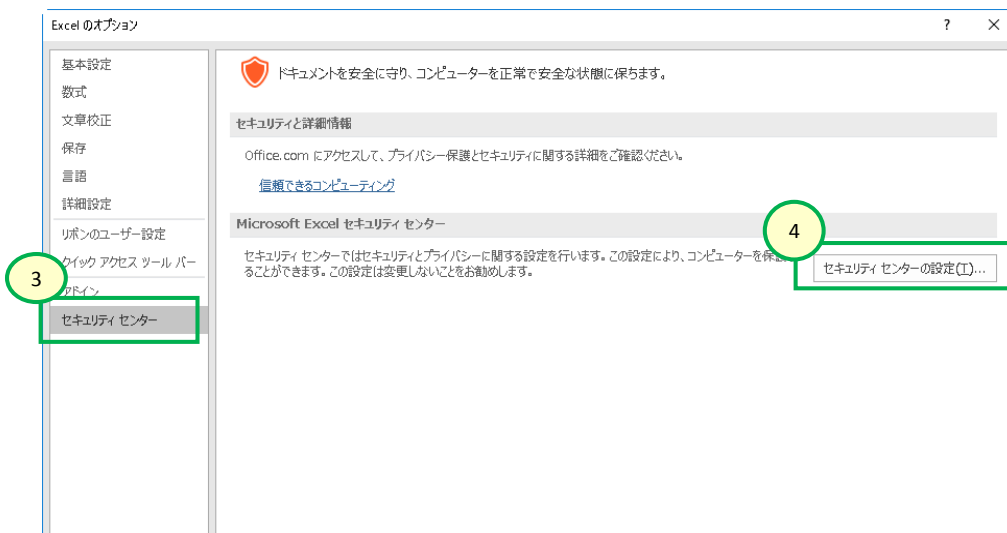 Excel のオプション
?
×
基本設定
数式
文章校正
保存
言語
詳細設定
リボンのユーザー設定
クイック アクセス ツール バー
アドイン
セキュリティ センター
3
ドキュメントを安全に守り、コンピューターを正常で安全な状態に保ちます。
セキュリティと詳細情報
Office.com にアクセスして、プライバシー保護とセキュリティに関する詳細をご確認ください。
信頼できるコンピューティング
Microsoft Excel セキュリティ センター
セキュリティ センターではセキュリティとプライバシーに関する設定を行います。この設定により、コンピューターを保
ることができます。この設定は変更しないことをお勧めします。
4
セキュリティ センターの設定(T)...